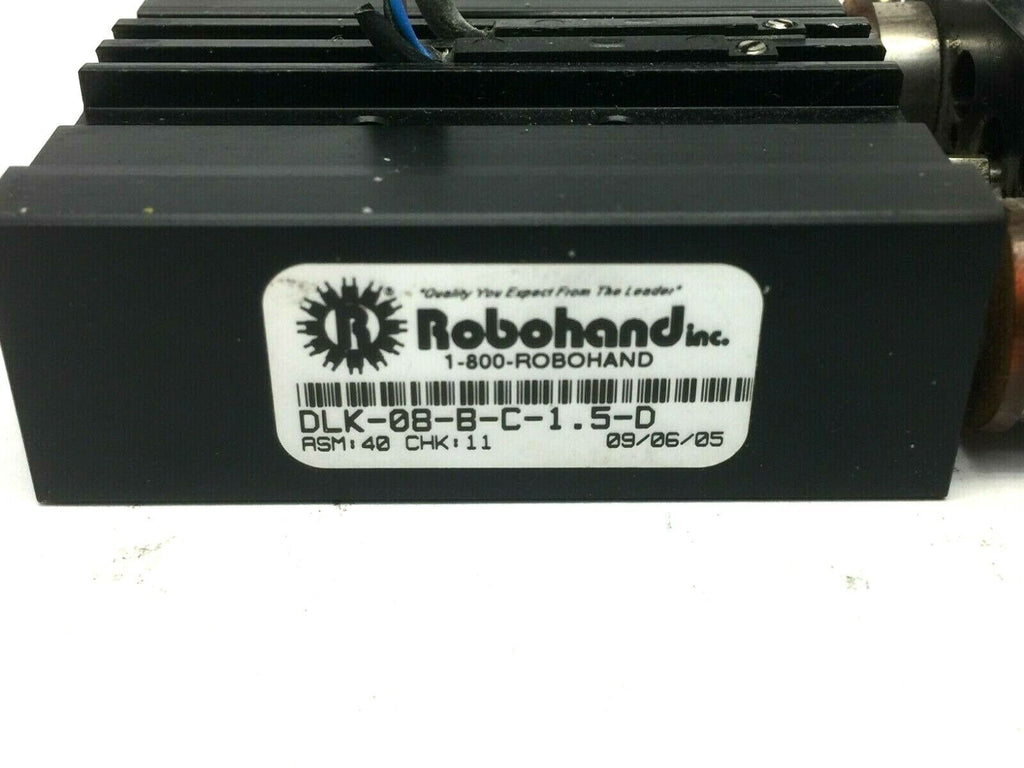 "Quality You Expect From The Leader"
R®
Robohand inc.
1-800-ROBOHAND
DLK-08-B-C-1.5-D
ASM:40 CHK:11 09/06/05